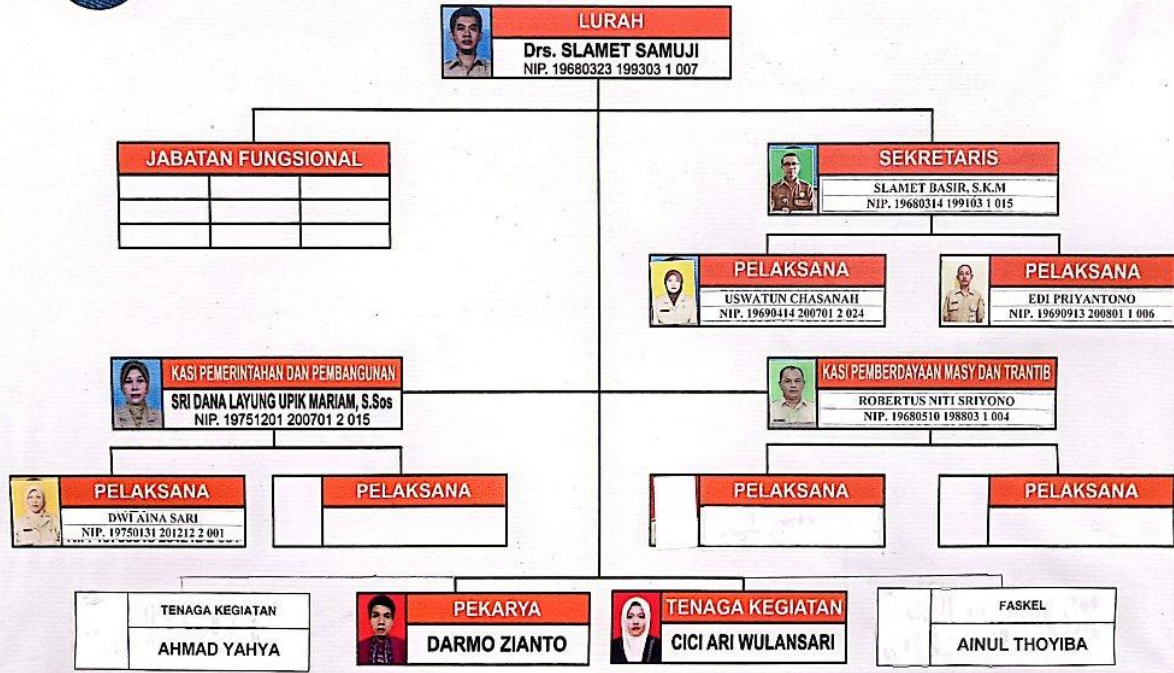 LURAH
Drs. SLAMET SAMUJI
NIP. 19680323 199303 1 007
JABATAN FUNGSIONAL
SEKRETARIS
SLAMET BASIR, S.K.M
NIP. 19680314 199103 1 015
PELAKSANA
USWATUN CHASANAH
NIP. 19690414 200701 2 024
PELAKSANA
EDI PRIYANTONO
NIP. 19690913 200801 1 006
KASI PEMERINTAHAN DAN PEMBANGUNAN
SRI DANA LAYUNG UPIK MARIAM, S.Sos
NIP. 19751201 200701 2 015
KASI PEMBERDAYAAN MASY DAN TRANTIB
ROBERTUS NITI SRIYONO
NIP. 19680510 198803 1 004
PELAKSANA
DWI AINA SARI
NIP. 19750131 201212 2 001
PELAKSANA
PELAKSANA
PELAKSANA
TENAGA KEGIATAN
AHMAD YAHYA
PEKARYA
DARMO ZIANTO
TENAGA KEGIATAN
CICI ARI WULANSARI
FASKEL
AINUL THOYIBA